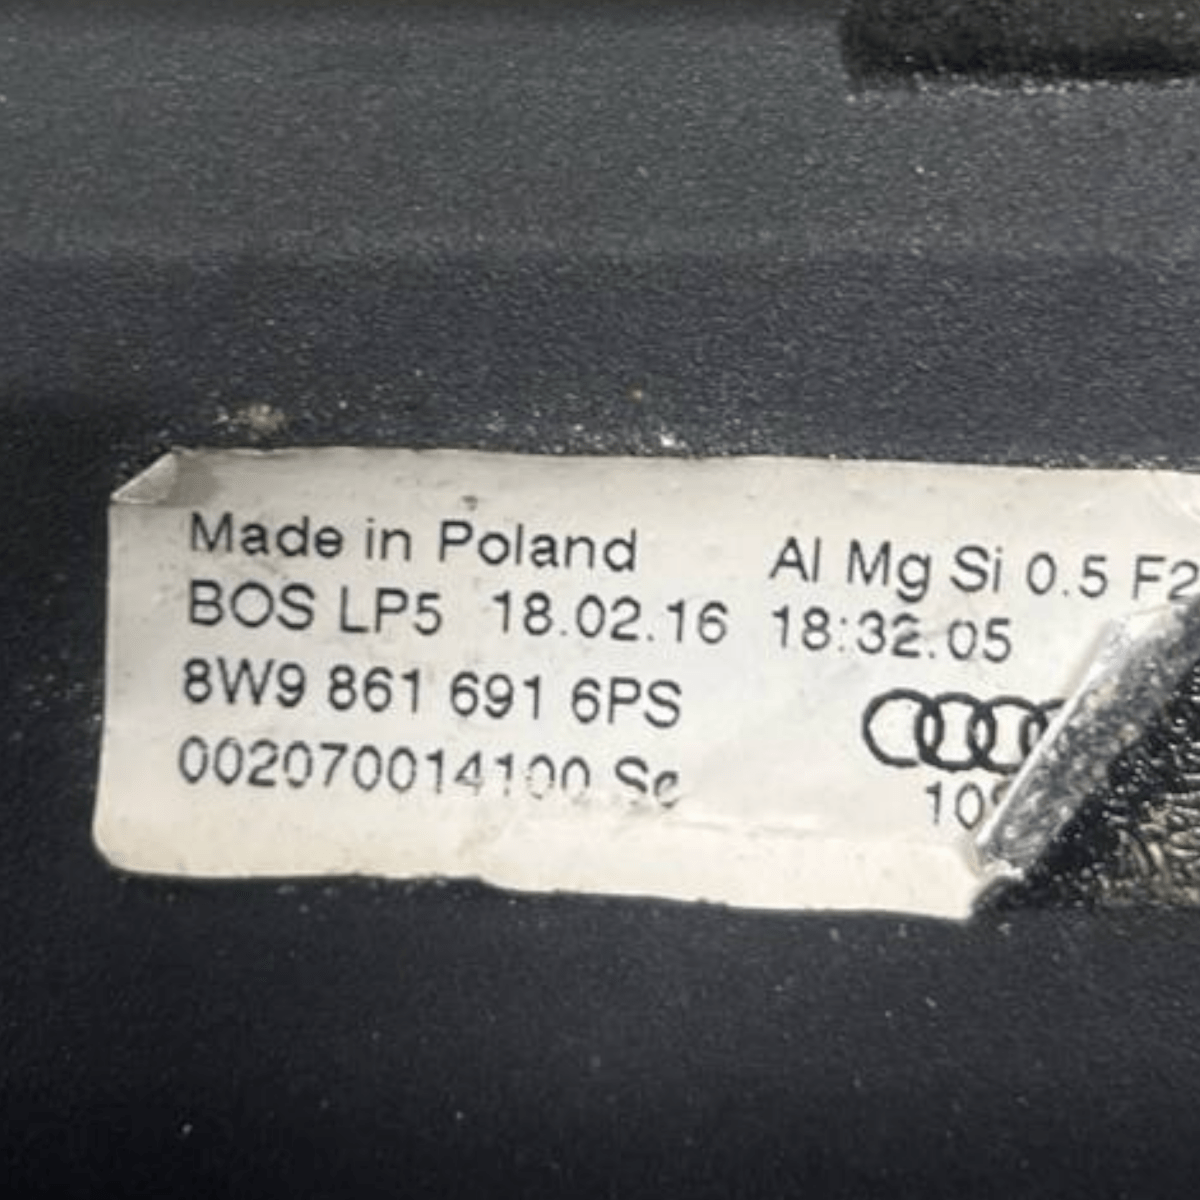 Made in Poland Al Mg Si 0.5 F2
BOS LP5 18.02.16 18:32.05
8W9 861 691 6PS
002070014100